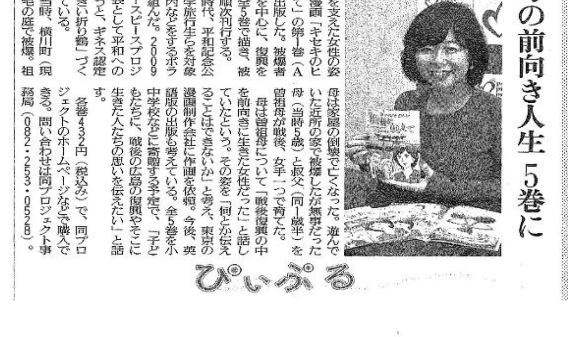 の前向き人生 5巻に
を支えた女性の姿
漫画「キセキのヒ
て」の第1巻(A
出版した。被爆者
を中心に、復興を
全5巻で描き、被
順次刊行する。
時代、平和記念公
学旅行生らを対象
内などをするボラ
組んだ。2009
ースピースプロジ
表として平和への
うと、ギネス認定
きい折り鶴」づく
ている。
当時、横川町(現
宅の庭で被爆。祖
母は家屋の倒壊で亡くなった。遊んで
いた近所の家で被爆したが無事だった
母(当時5歳)と叔父(同1歳半)を
曽祖母が戦後、女手一つで育てた。
母は曽祖母について「戦後復興の中
を前向きに生きた女性だった」と話し
ていたという。その姿を「何とか伝え
ることはできないか」と考え、東京の
漫画制作会社に作画を依頼。今後、英
語版の出版も考えている。全5巻を小
中学校などに寄贈する予定で、「子ど
もたちに、戦後の広島の復興やそこに
生きた人たちの思いを伝えたい」と話
す。
各巻432円(税込み)で、同プロ
ジェクトのホームページなどで購入で
きる。問い合わせは同プロジェクト事
務局(082・253・0528)。
ぴいぷる